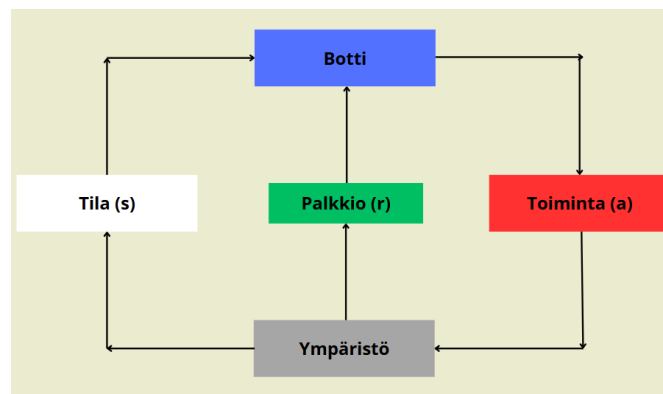 Botti
Tila (s)
Palkkio (r)
Toiminta (a)
Ympäristö